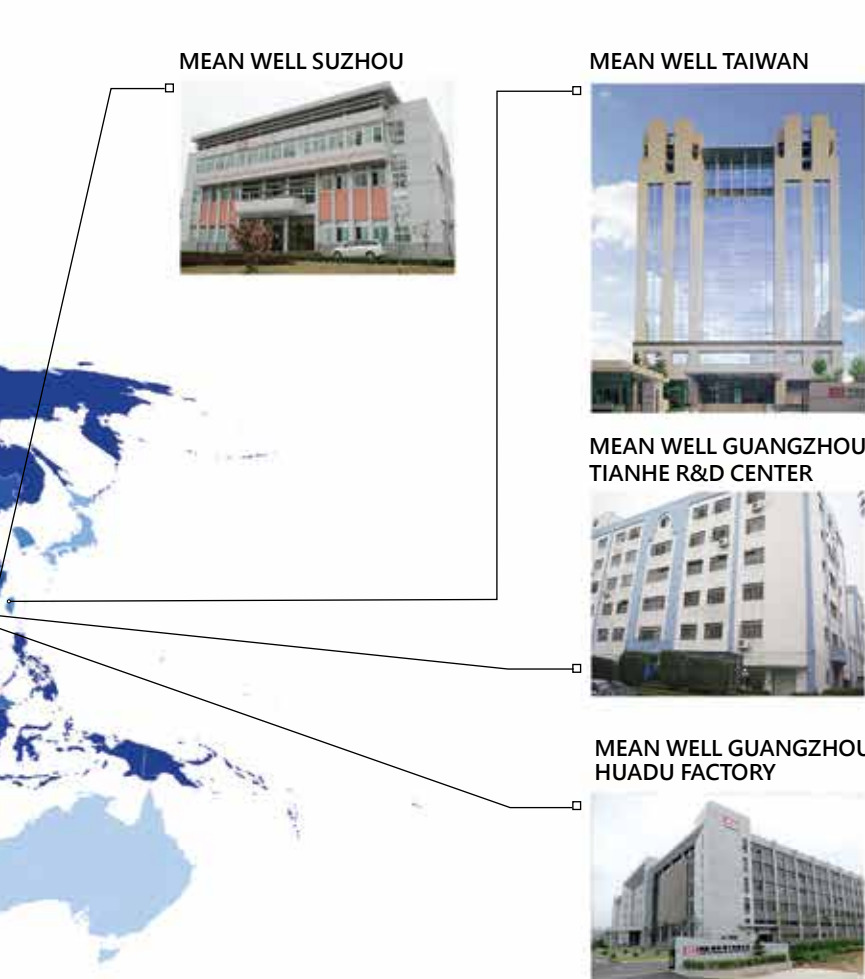 MEAN WELL SUZHOU
MEAN WELL TAIWAN
MEAN WELL GUANGZHOU
TIANHE R&D CENTER
MEAN WELL GUANGZHOU
HUADU FACTORY